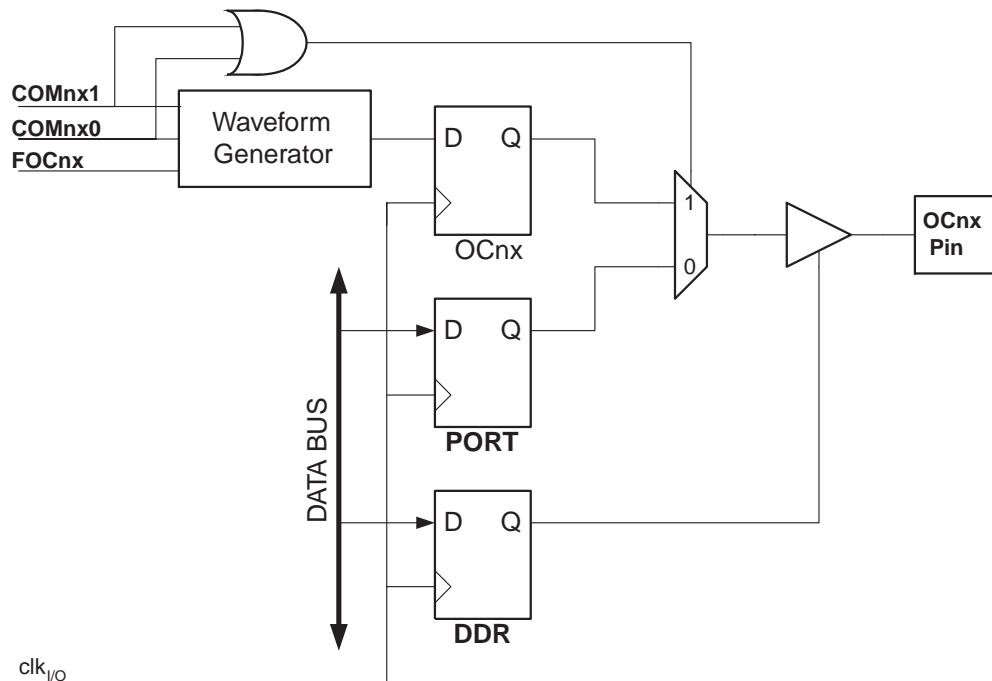 COMnx1
COMnx0
FOCnx
Waveform
Generator
D Q
OCnx
1
0
OCnx
Pin
D Q
PORT
DATA BUS
D Q
DDR
clkI/O